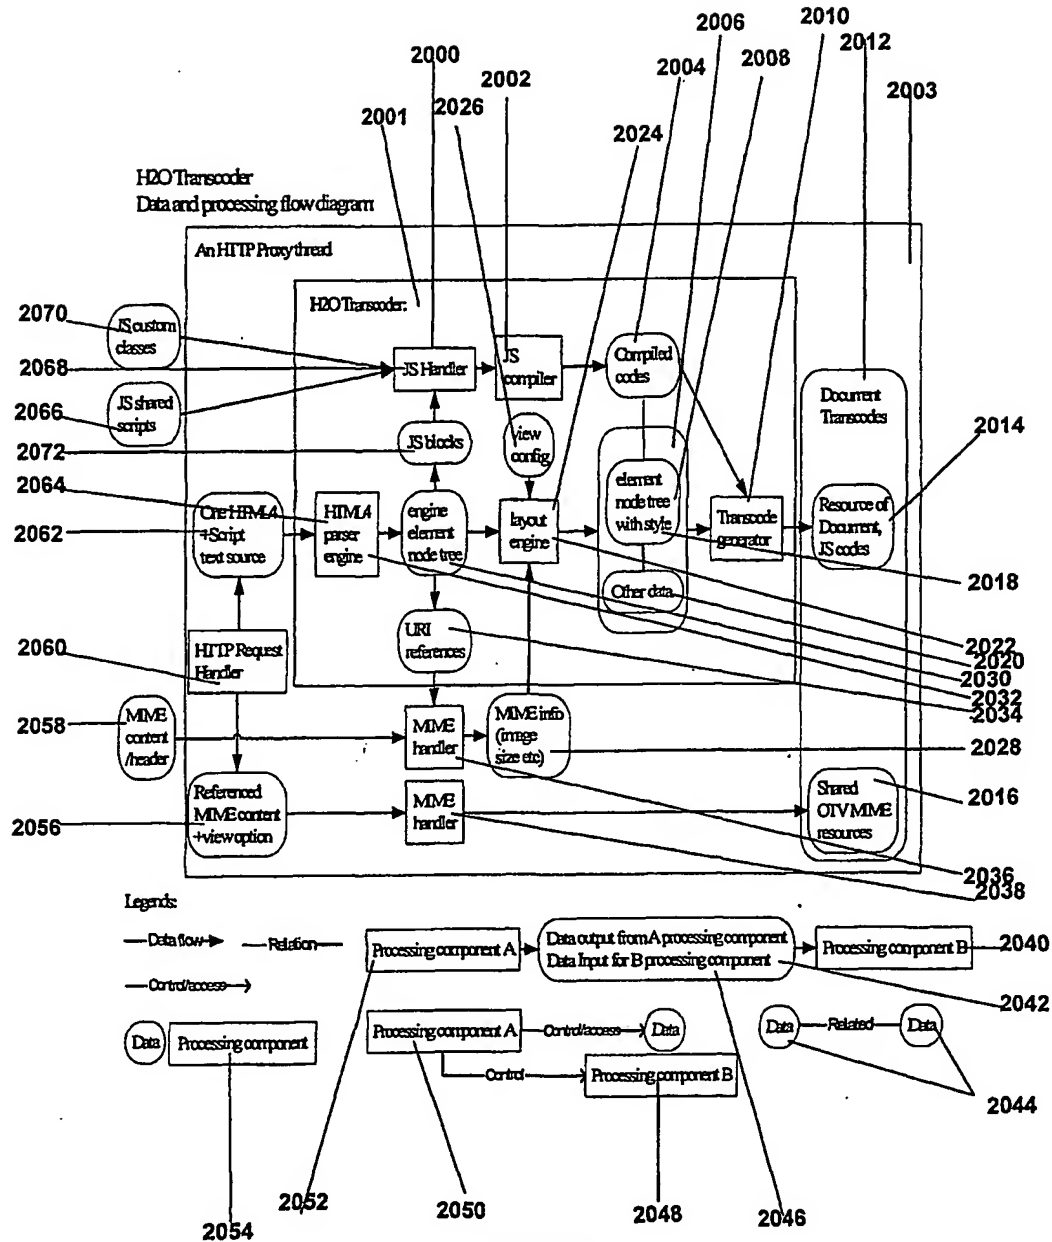 2006
2010
2012
2000
2002
2004
2008
2003
2001
2026
2024
H2O Transcoder
Data and processing flow diagram
An HTTP Proxy thread
H2O Transcoder:
2070
JS custom
classes
2068
JS Handler
JS
compiler
Compiled
codes
Document
Transcodes
2066
JS shared
scripts
2014
2072
JS blocks
view
config
2064
2062
One HTML4
+Script
text source
HTML4
parser
engine
engine
element
node tree
layout
engine
element
node tree
with style
Transcode
generator
Resource of
Document,
JS codes
2018
Other data
2060
HTTP Request
Handler
URI
references
2022
2020
2030
2032
2034
2058
MIME
content
/header
MIME
handler
MIME info
(image
size etc)
2028
2056
Referenced
MIME content
+view option
MIME
handler
Shared
OTV MIME
resources
2016
2036
2038
Legends:
Data flow
Relation
Control/access
Processing component A
Data output from A processing component
Data Input for B processing component
Processing component B
2040
2042
Data
Processing component
Processing component A
Control/access
Data
Data
Related
Data
Control
Processing component B
2044
2052
2050
2048
2046
2054